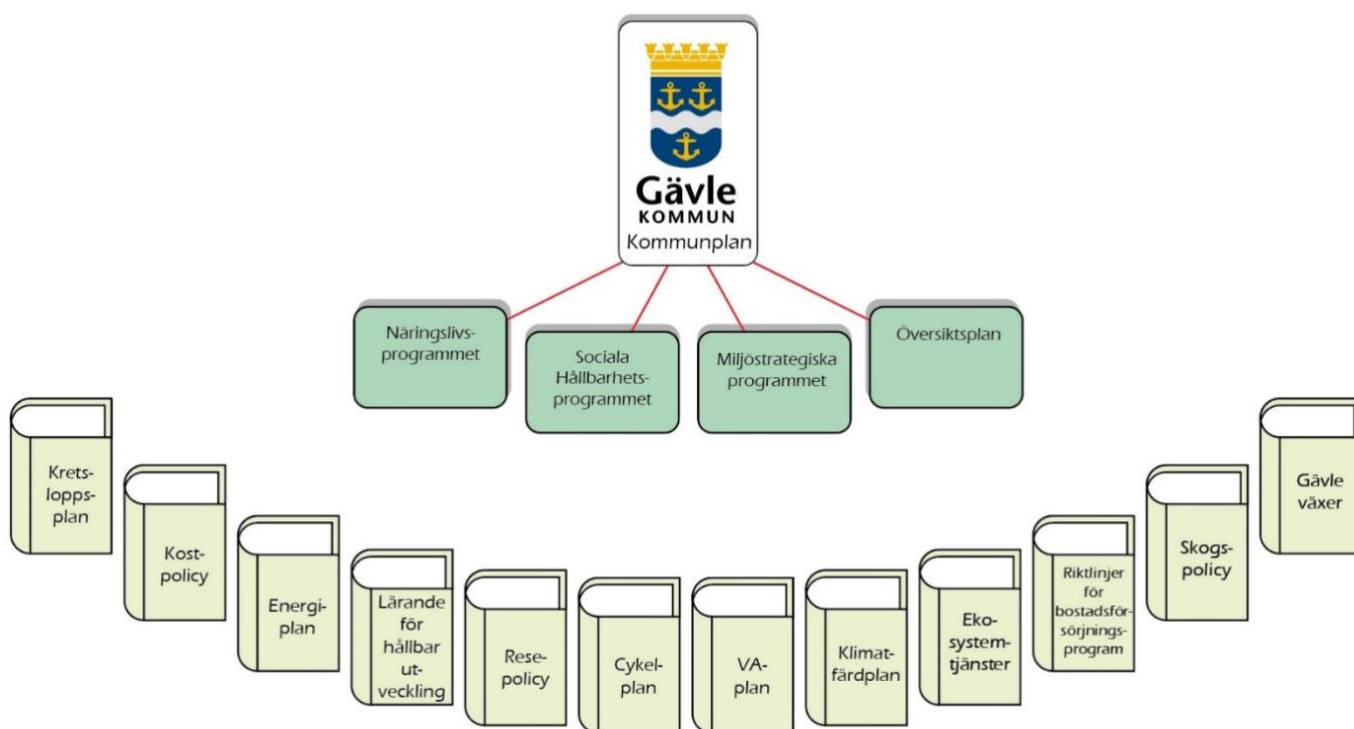 Gävle
KOMMUN
Kommunplan
Näringslivs-
programmet
Sociala
Hållbarhets-
programmet
Miljöstrategiska
programmet
Översiktsplan
Krets-
lopps-
plan
Kost-
policy
Energi-
plan
Lärande
för
hållbar
ut-
veckling
Rese-
policy
Cykel-
plan
VA-
plan
Klimat-
färdplan
Eko-
system-
tjänster
Riktlinjer
för
bostadsför-
sörjnings-
program
Skogs-
policy
Gävle
växer